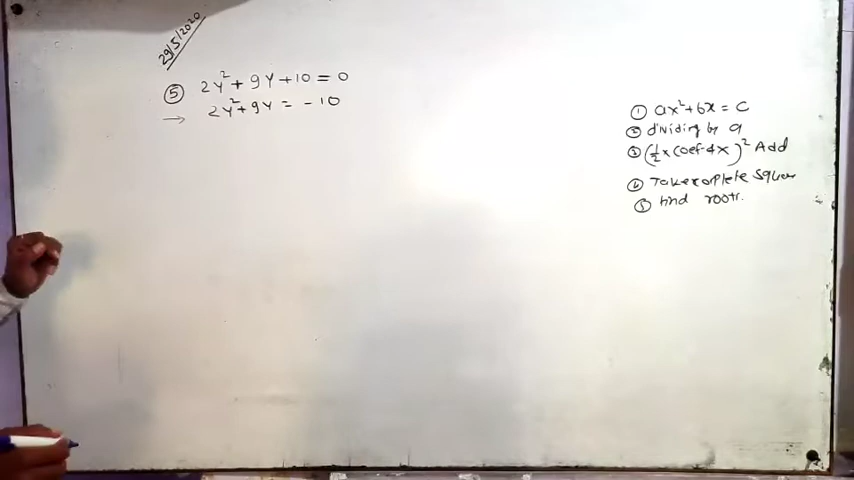 29/5/2020
⑤ 2y² + 9y + 10 = 0
→ 2y² + 9y = - 10
① ax² + bx = c
② dividing by a
③ (½ × coef. of x)² Add
④ Take complete square
⑤ find roots.